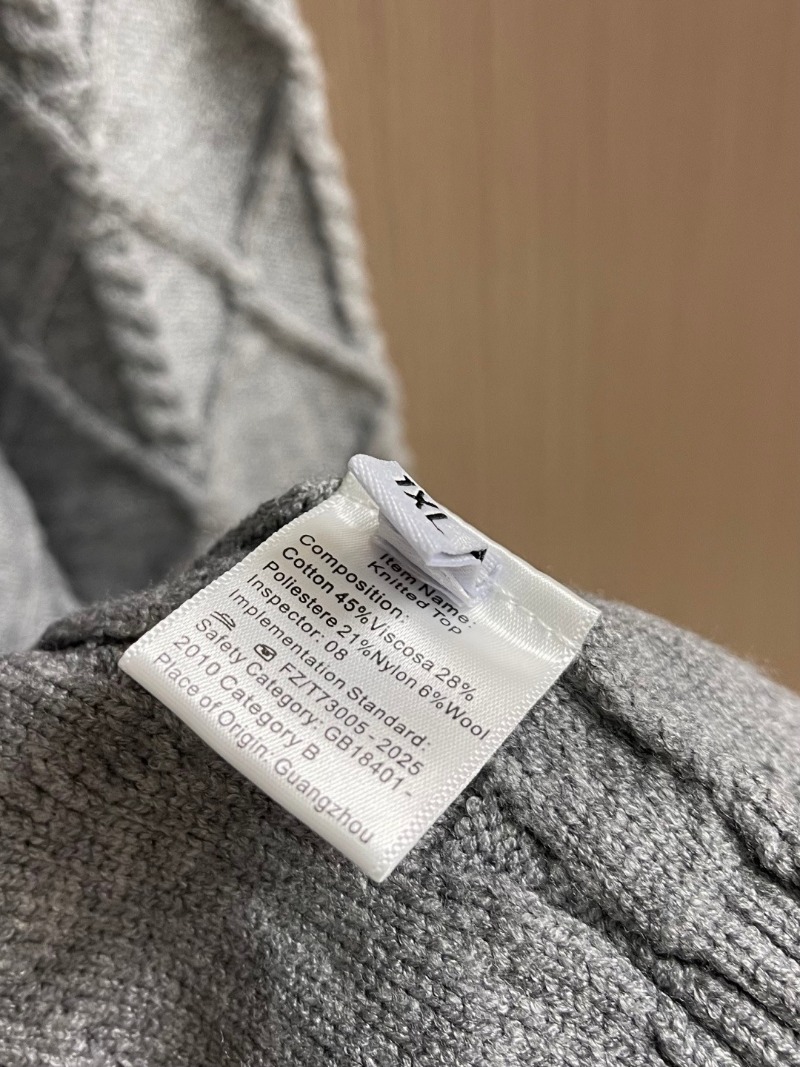 1XL
Item Name:
Knitted Top
Composition:
Cotton 45%Viscosa 28%
Poliestere 21%Nylon 6%Wool
Inspector: 08
Implementation Standard:
FZ/T73005-2025
Safety Category: GB18401-
2010 Category B
Place of Origin: Guangzhou